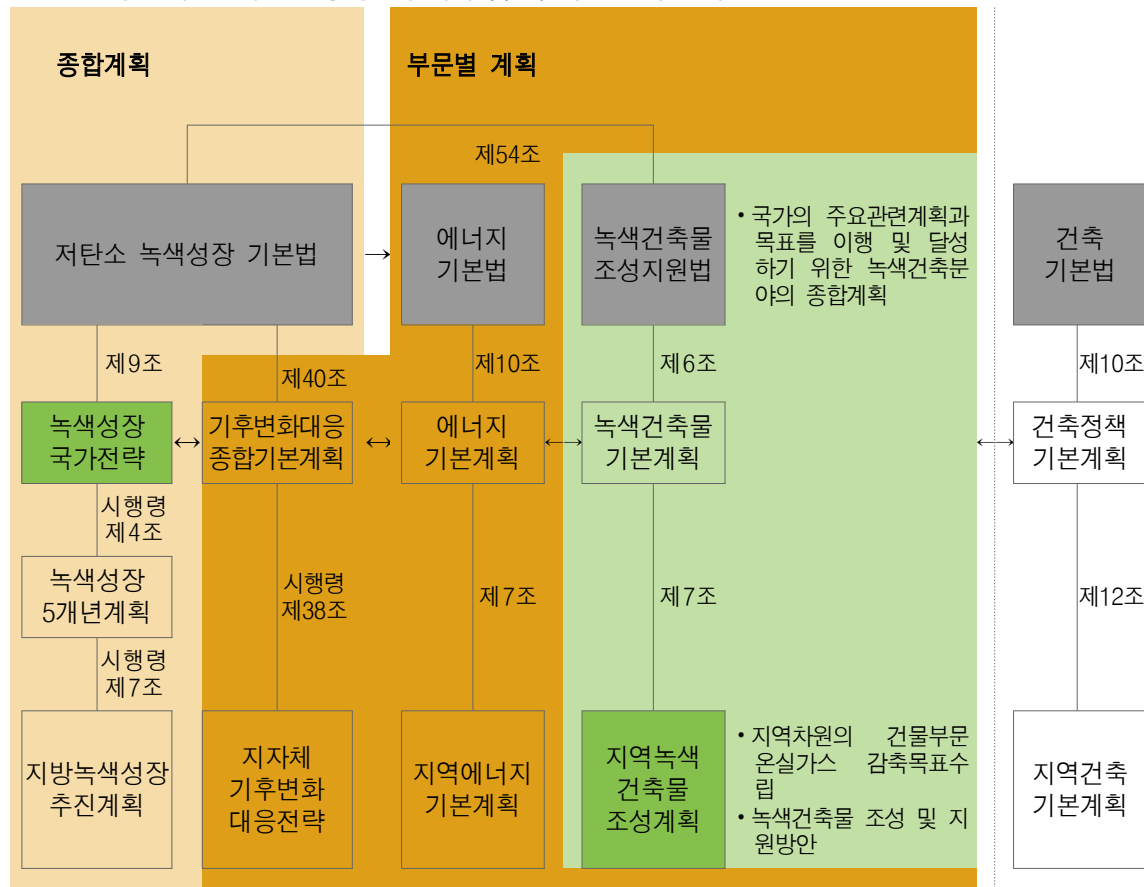 종합계획
부문별 계획
제54조
저탄소 녹색성장 기본법
→
에너지
기본법
녹색건축물
조성지원법
• 국가의 주요관련계획과
목표를 이행 및 달성
하기 위한 녹색건축분
야의 종합계획
건축
기본법
제9조
제40조
제10조
제6조
제10조
녹색성장
국가전략
↔
기후변화대응
종합기본계획
↔
에너지
기본계획
↔
녹색건축물
기본계획
↔
건축정책
기본계획
시행령
제4조
녹색성장
5개년계획
시행령
제38조
제7조
제7조
제12조
시행령
제7조
지방녹색성장
추진계획
지자체
기후변화
대응전략
지역에너지
기본계획
지역녹색
건축물
조성계획
• 지역차원의 건물부문
온실가스 감축목표수
립
• 녹색건축물 조성 및 지
원방안
지역건축
기본계획